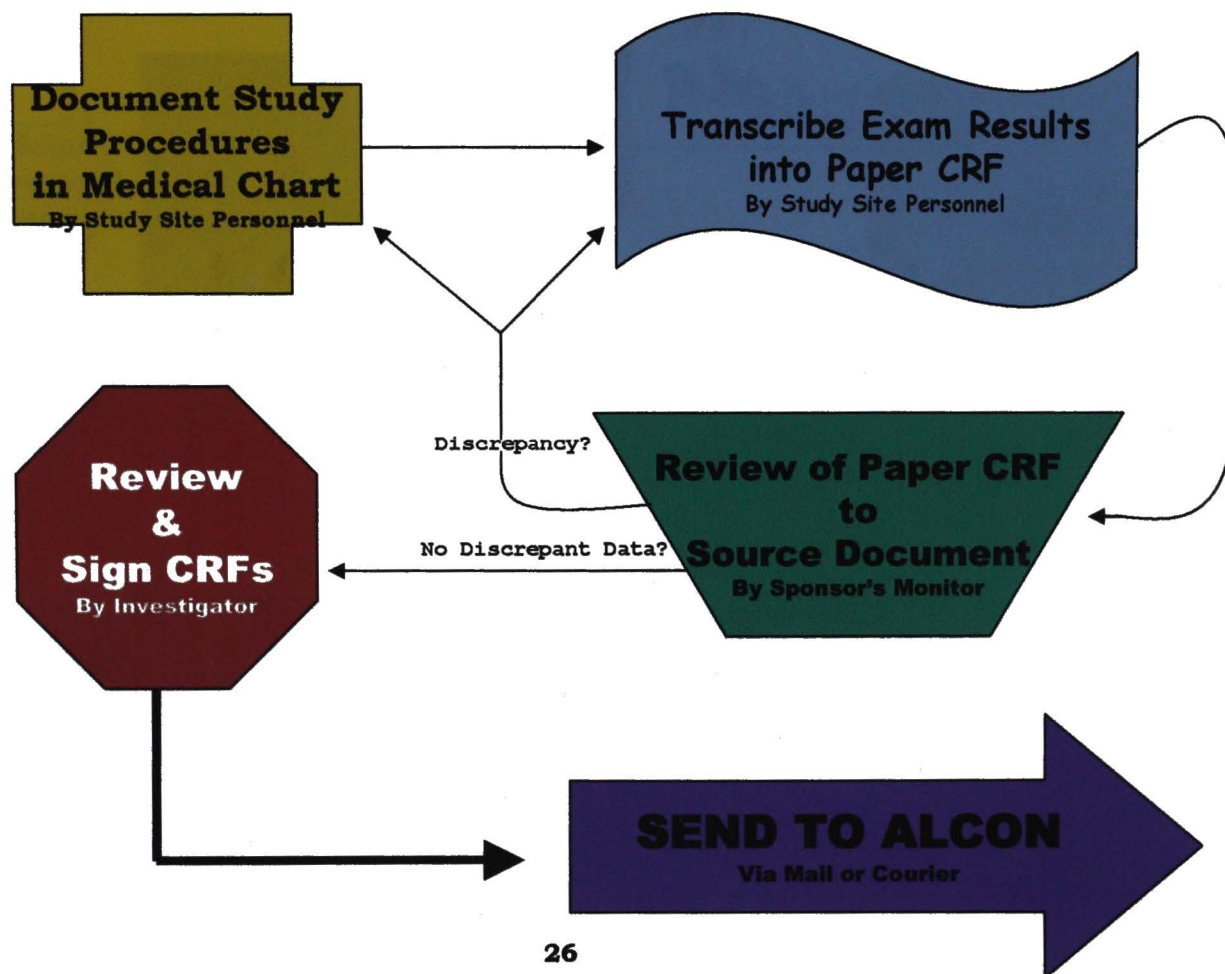 Document Study
Procedures
in Medical Chart
By Study Site Personnel
Transcribe Exam Results
into Paper CRF
By Study Site Personnel
Discrepancy?
Review of Paper CRF
to
Source Document
By Sponsor's Monitor
No Discrepant Data?
Review
&
Sign CRFs
By Investigator
SEND TO ALCON
Via Mail or Courier
26